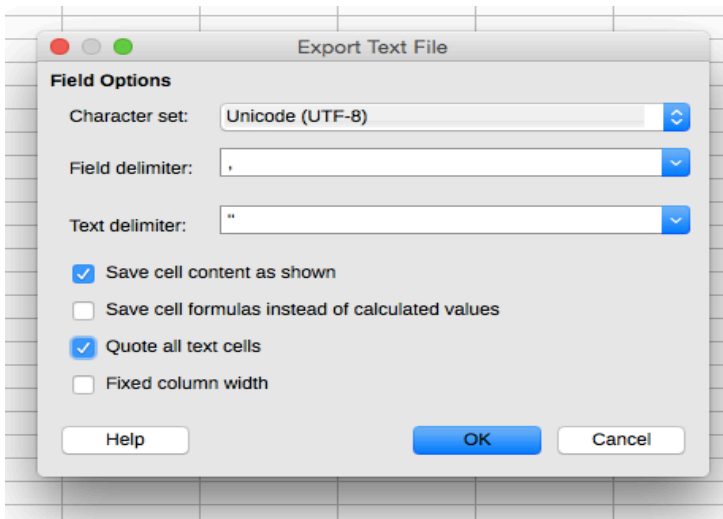 Export Text File
Field Options
Character set: Unicode (UTF-8)
Field delimiter: ,
Text delimiter: "
Save cell content as shown
Save cell formulas instead of calculated values
Quote all text cells
Fixed column width
Help OK Cancel